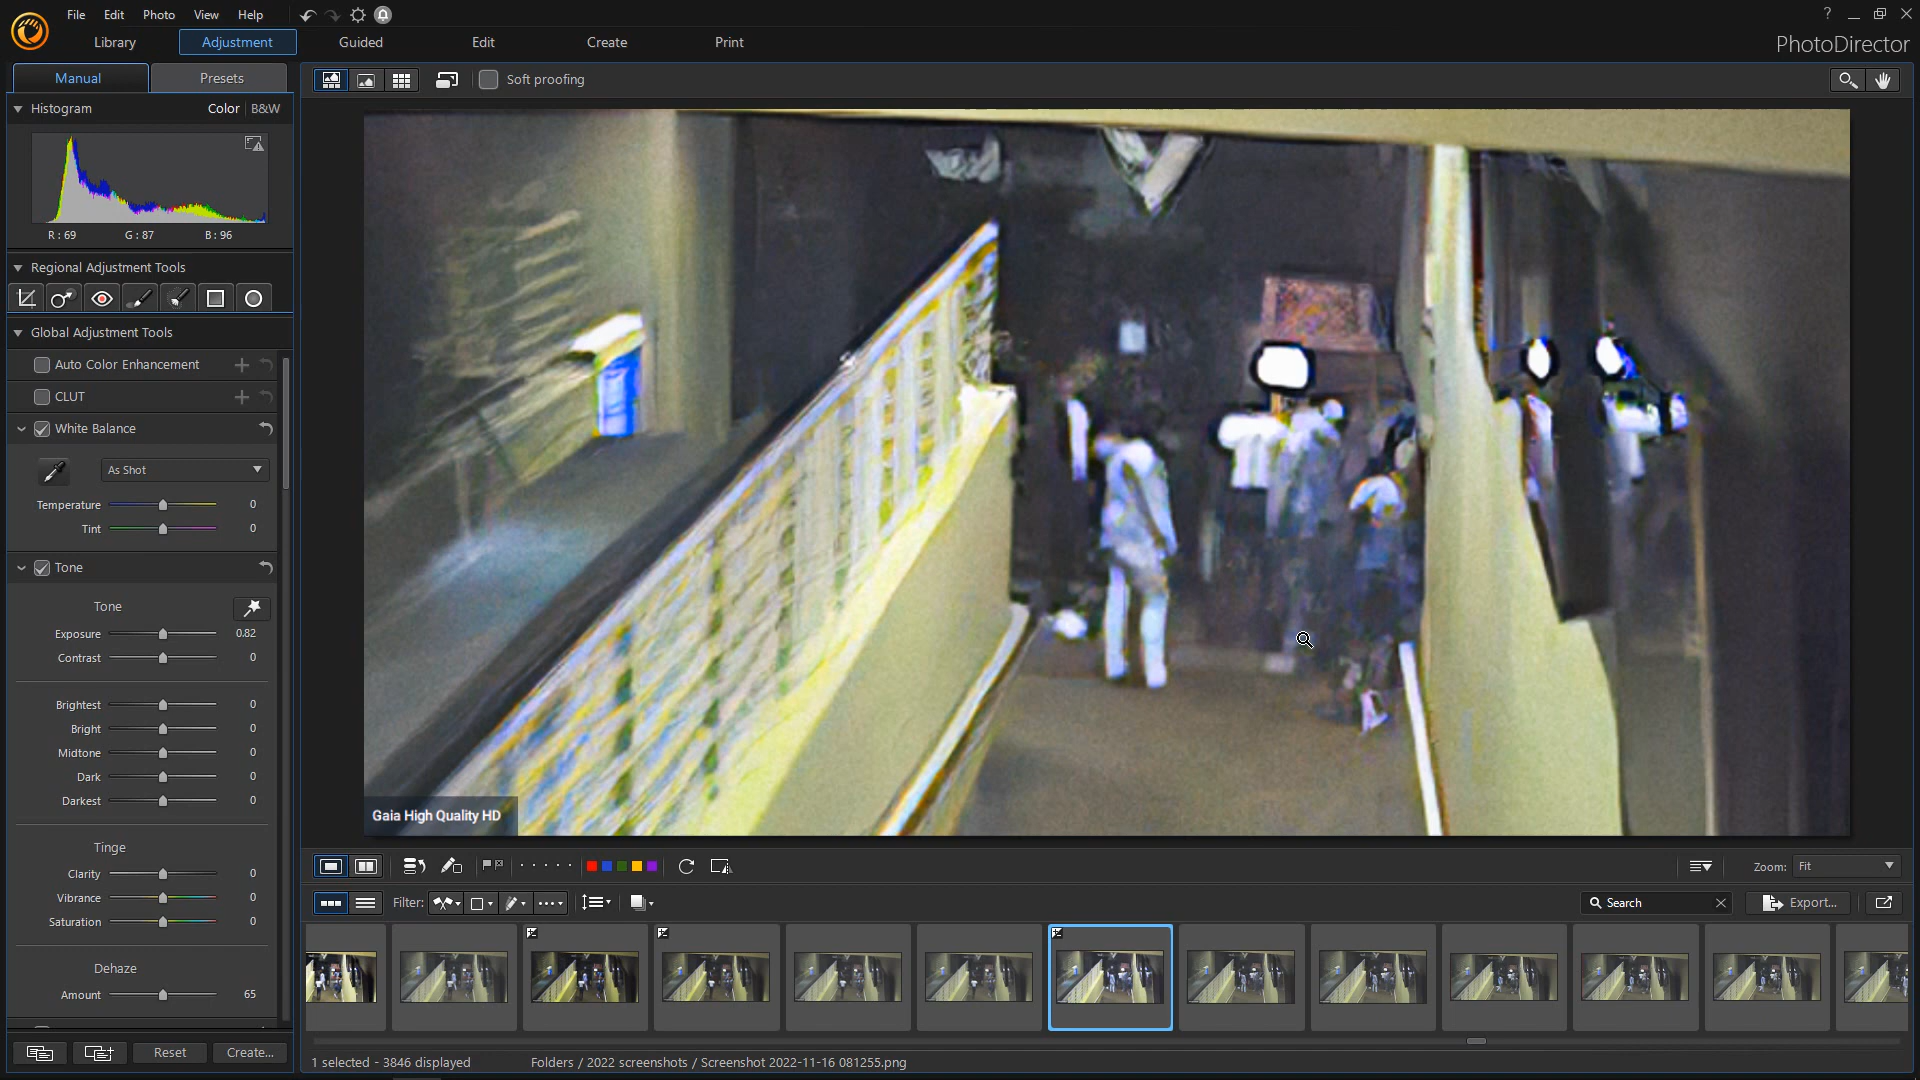 File Edit Photo View Help
?
Library Adjustment Guided Edit Create Print
PhotoDirector
Manual Presets
Soft proofing
Histogram Color | B&W
R : 69 G : 87 B : 96
Regional Adjustment Tools
Global Adjustment Tools
Auto Color Enhancement
CLUT
White Balance
As Shot
Temperature 0
Tint 0
Tone
Tone
Exposure 0.82
Contrast 0
Brightest 0
Bright 0
Midtone 0
Dark 0
Darkest 0
Tinge
Clarity 0
Vibrance 0
Saturation 0
Dehaze
Amount 65
Reset Create...
Gaia High Quality HD
Zoom: Fit
Filter:
Search
Export...
1 selected - 3846 displayed
Folders / 2022 screenshots / Screenshot 2022-11-16 081255.png